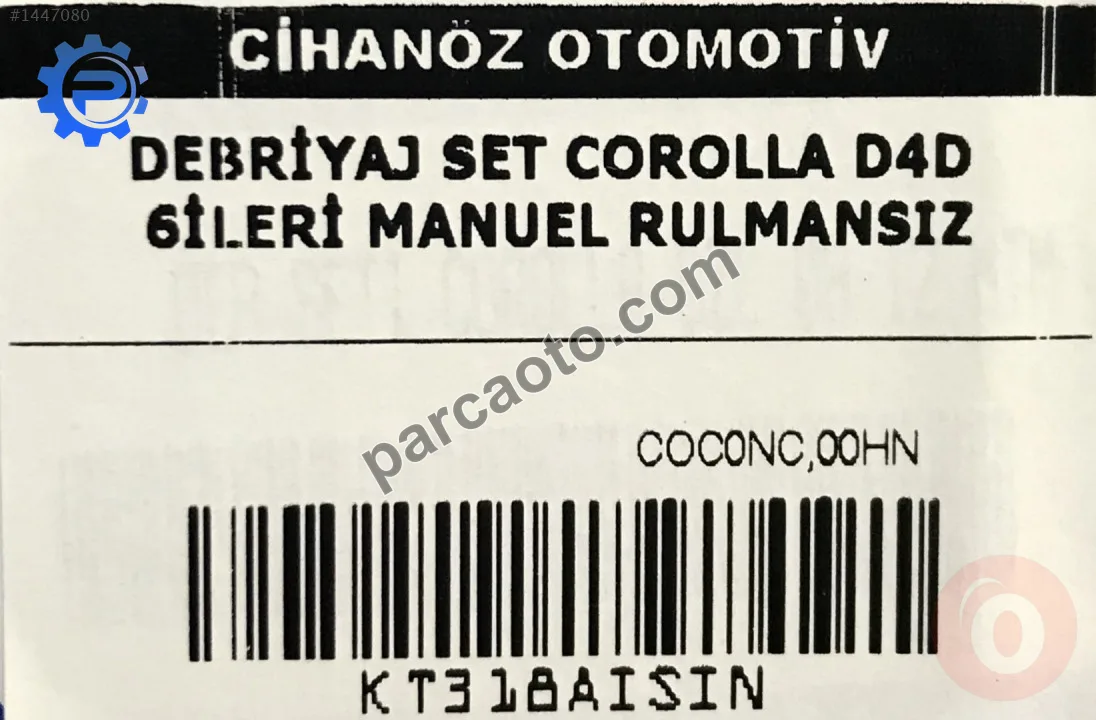 #1447080
CİHANÖZ OTOMOTİV
DEBRİYAJ SET COROLLA D4D
6İLERİ MANUEL RULMANSIZ
parcaoto.com
COC0NC,00HN
KT318AISIN